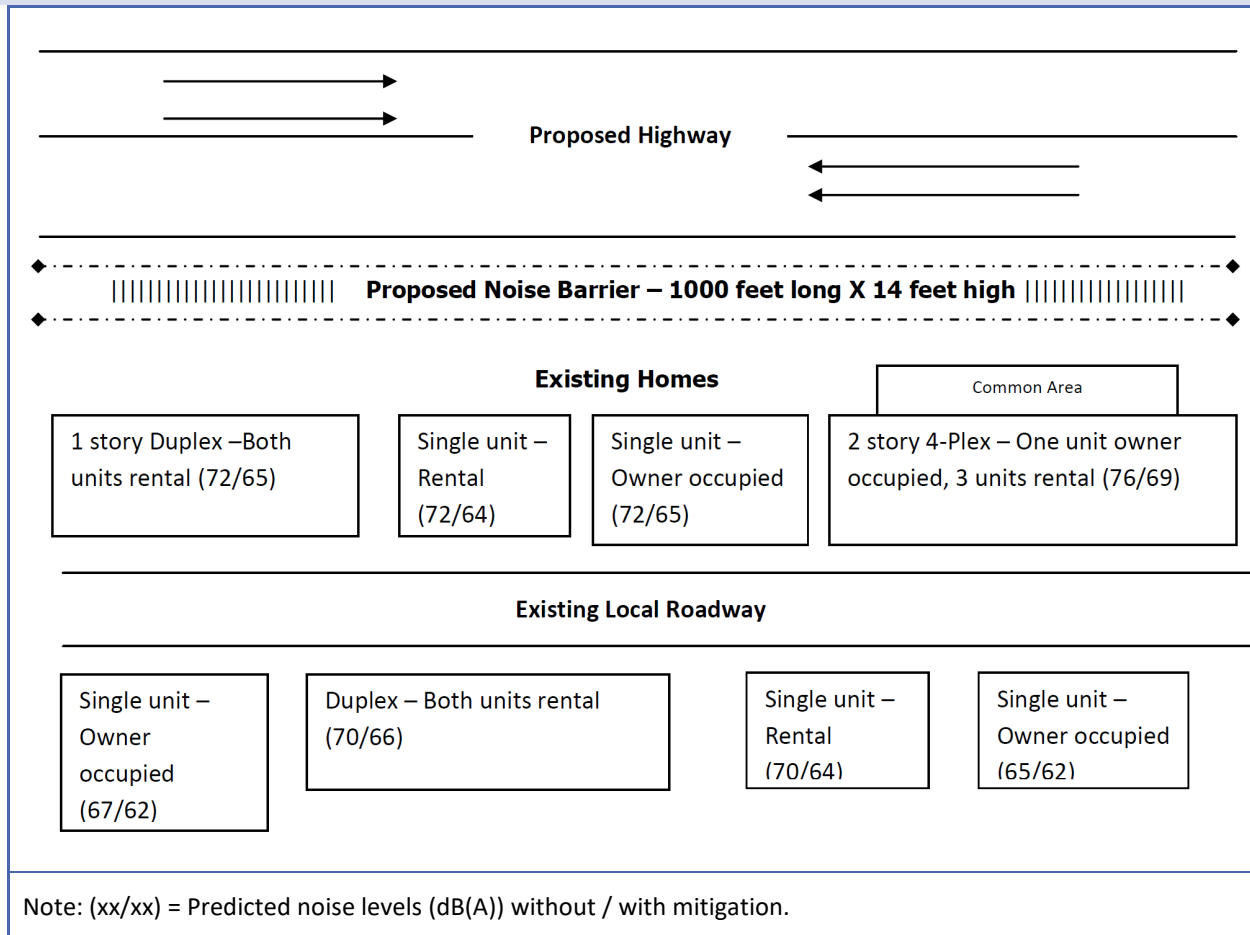 Proposed Highway
|||||||||||||||||||||||| Proposed Noise Barrier – 1000 feet long X 14 feet high |||||||||||||||||
Existing Homes
Common Area
1 story Duplex –Both
units rental (72/65)
Single unit –
Rental
(72/64)
Single unit –
Owner occupied
(72/65)
2 story 4-Plex – One unit owner
occupied, 3 units rental (76/69)
Existing Local Roadway
Single unit –
Owner
occupied
(67/62)
Duplex – Both units rental
(70/66)
Single unit –
Rental
(70/64)
Single unit –
Owner occupied
(65/62)
Note: (xx/xx) = Predicted noise levels (dB(A)) without / with mitigation.